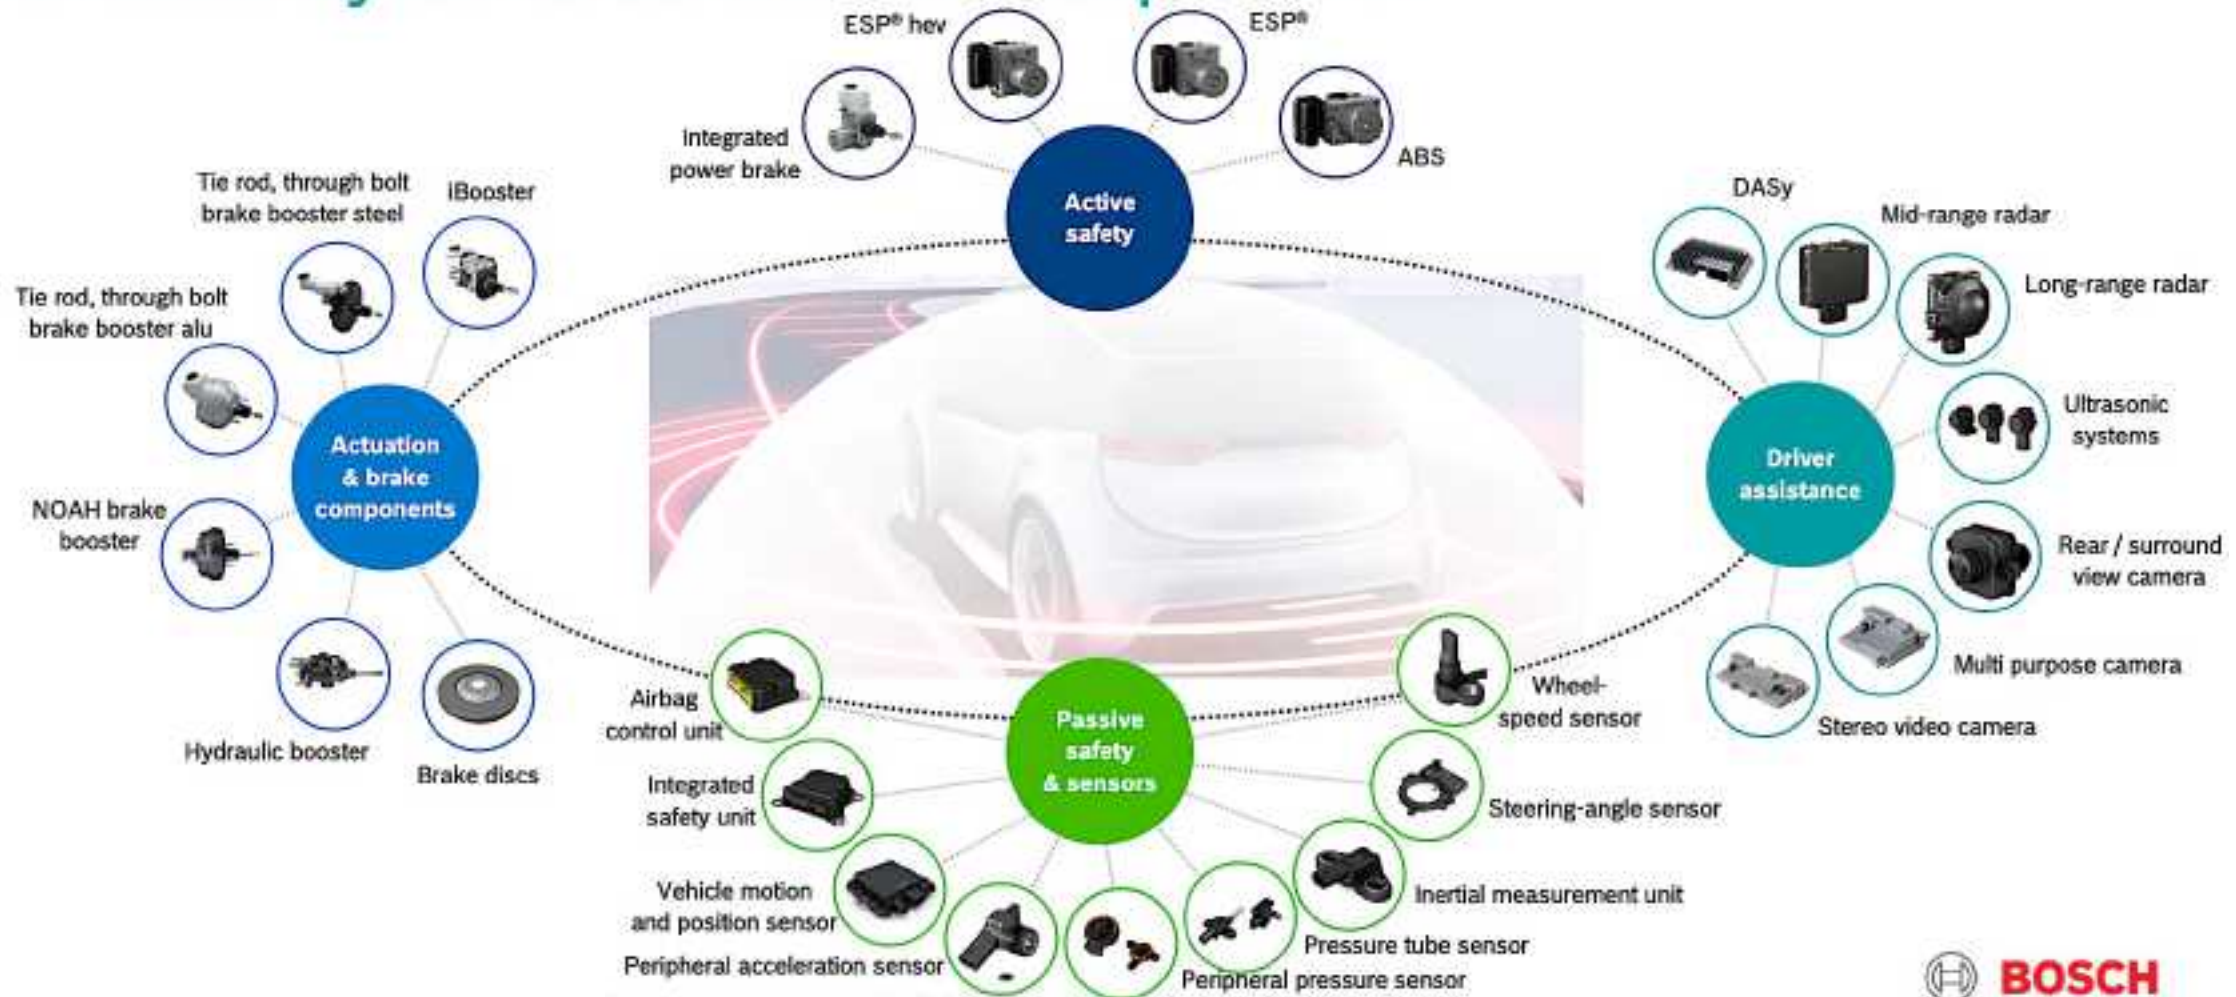 ESP® hev
ESP®
Integrated
power brake
ABS
Active
safety
Tie rod, through bolt
brake booster steel
iBooster
Tie rod, through bolt
brake booster alu
Actuation
& brake
components
NOAH brake
booster
Hydraulic booster
Brake discs
DASy
Mid-range radar
Long-range radar
Ultrasonic
systems
Driver
assistance
Rear / surround
view camera
Multi purpose camera
Stereo video camera
Airbag
control unit
Passive
safety
& sensors
Wheel-
speed sensor
Integrated
safety unit
Steering-angle sensor
Vehicle motion
and position sensor
Inertial measurement unit
Peripheral acceleration sensor
Pressure tube sensor
Peripheral pressure sensor
BOSCH